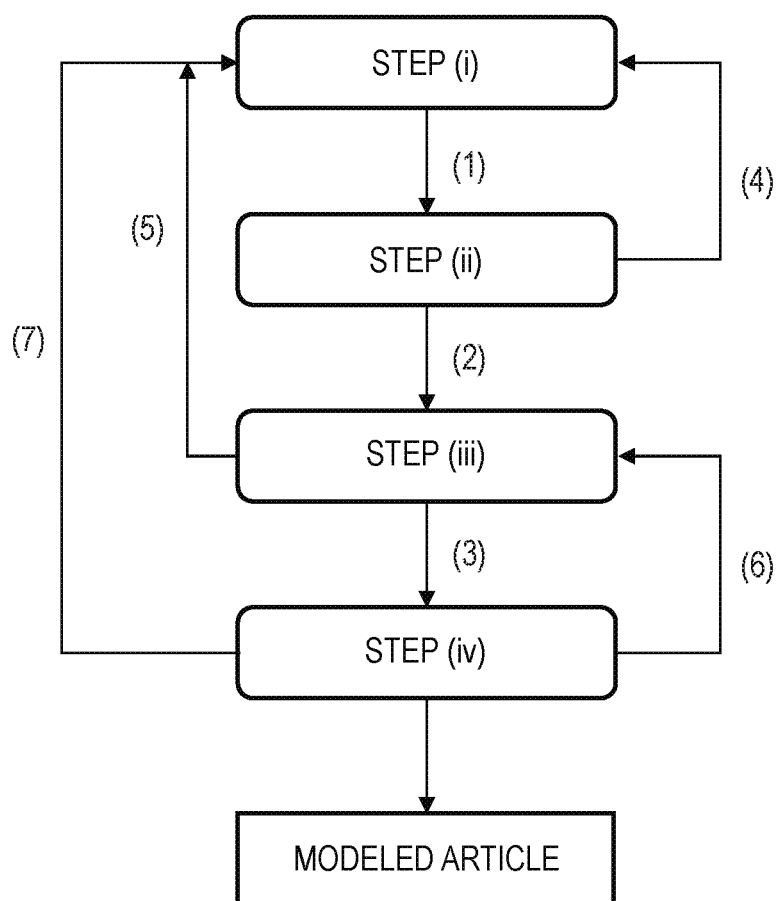 STEP (i)
(1)
(4)
(5)
STEP (ii)
(7)
(2)
STEP (iii)
(3)
(6)
STEP (iv)
MODELED ARTICLE